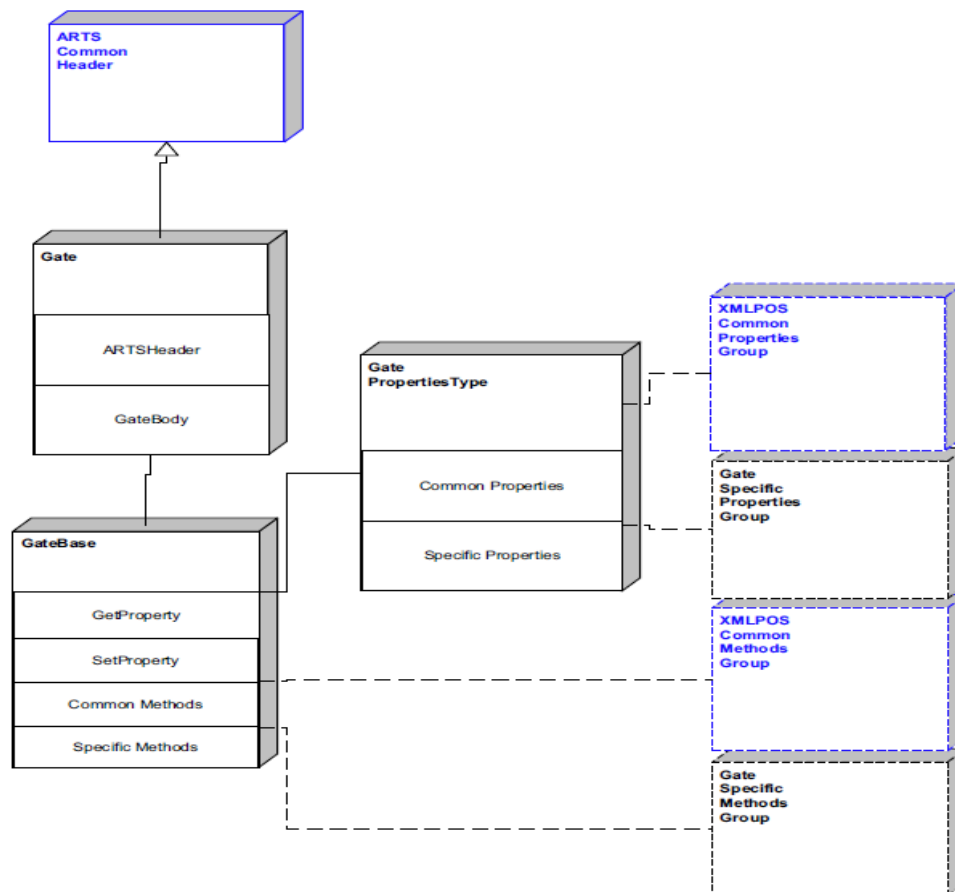 ARTS
Common
Header
Gate
ARTSHeader
GateBody
Gate
PropertiesType
Common Properties
Specific Properties
GateBase
GetProperty
SetProperty
Common Methods
Specific Methods
XMLPOS
Common
Properties
Group
Gate
Specific
Properties
Group
XMLPOS
Common
Methods
Group
Gate
Specific
Methods
Group